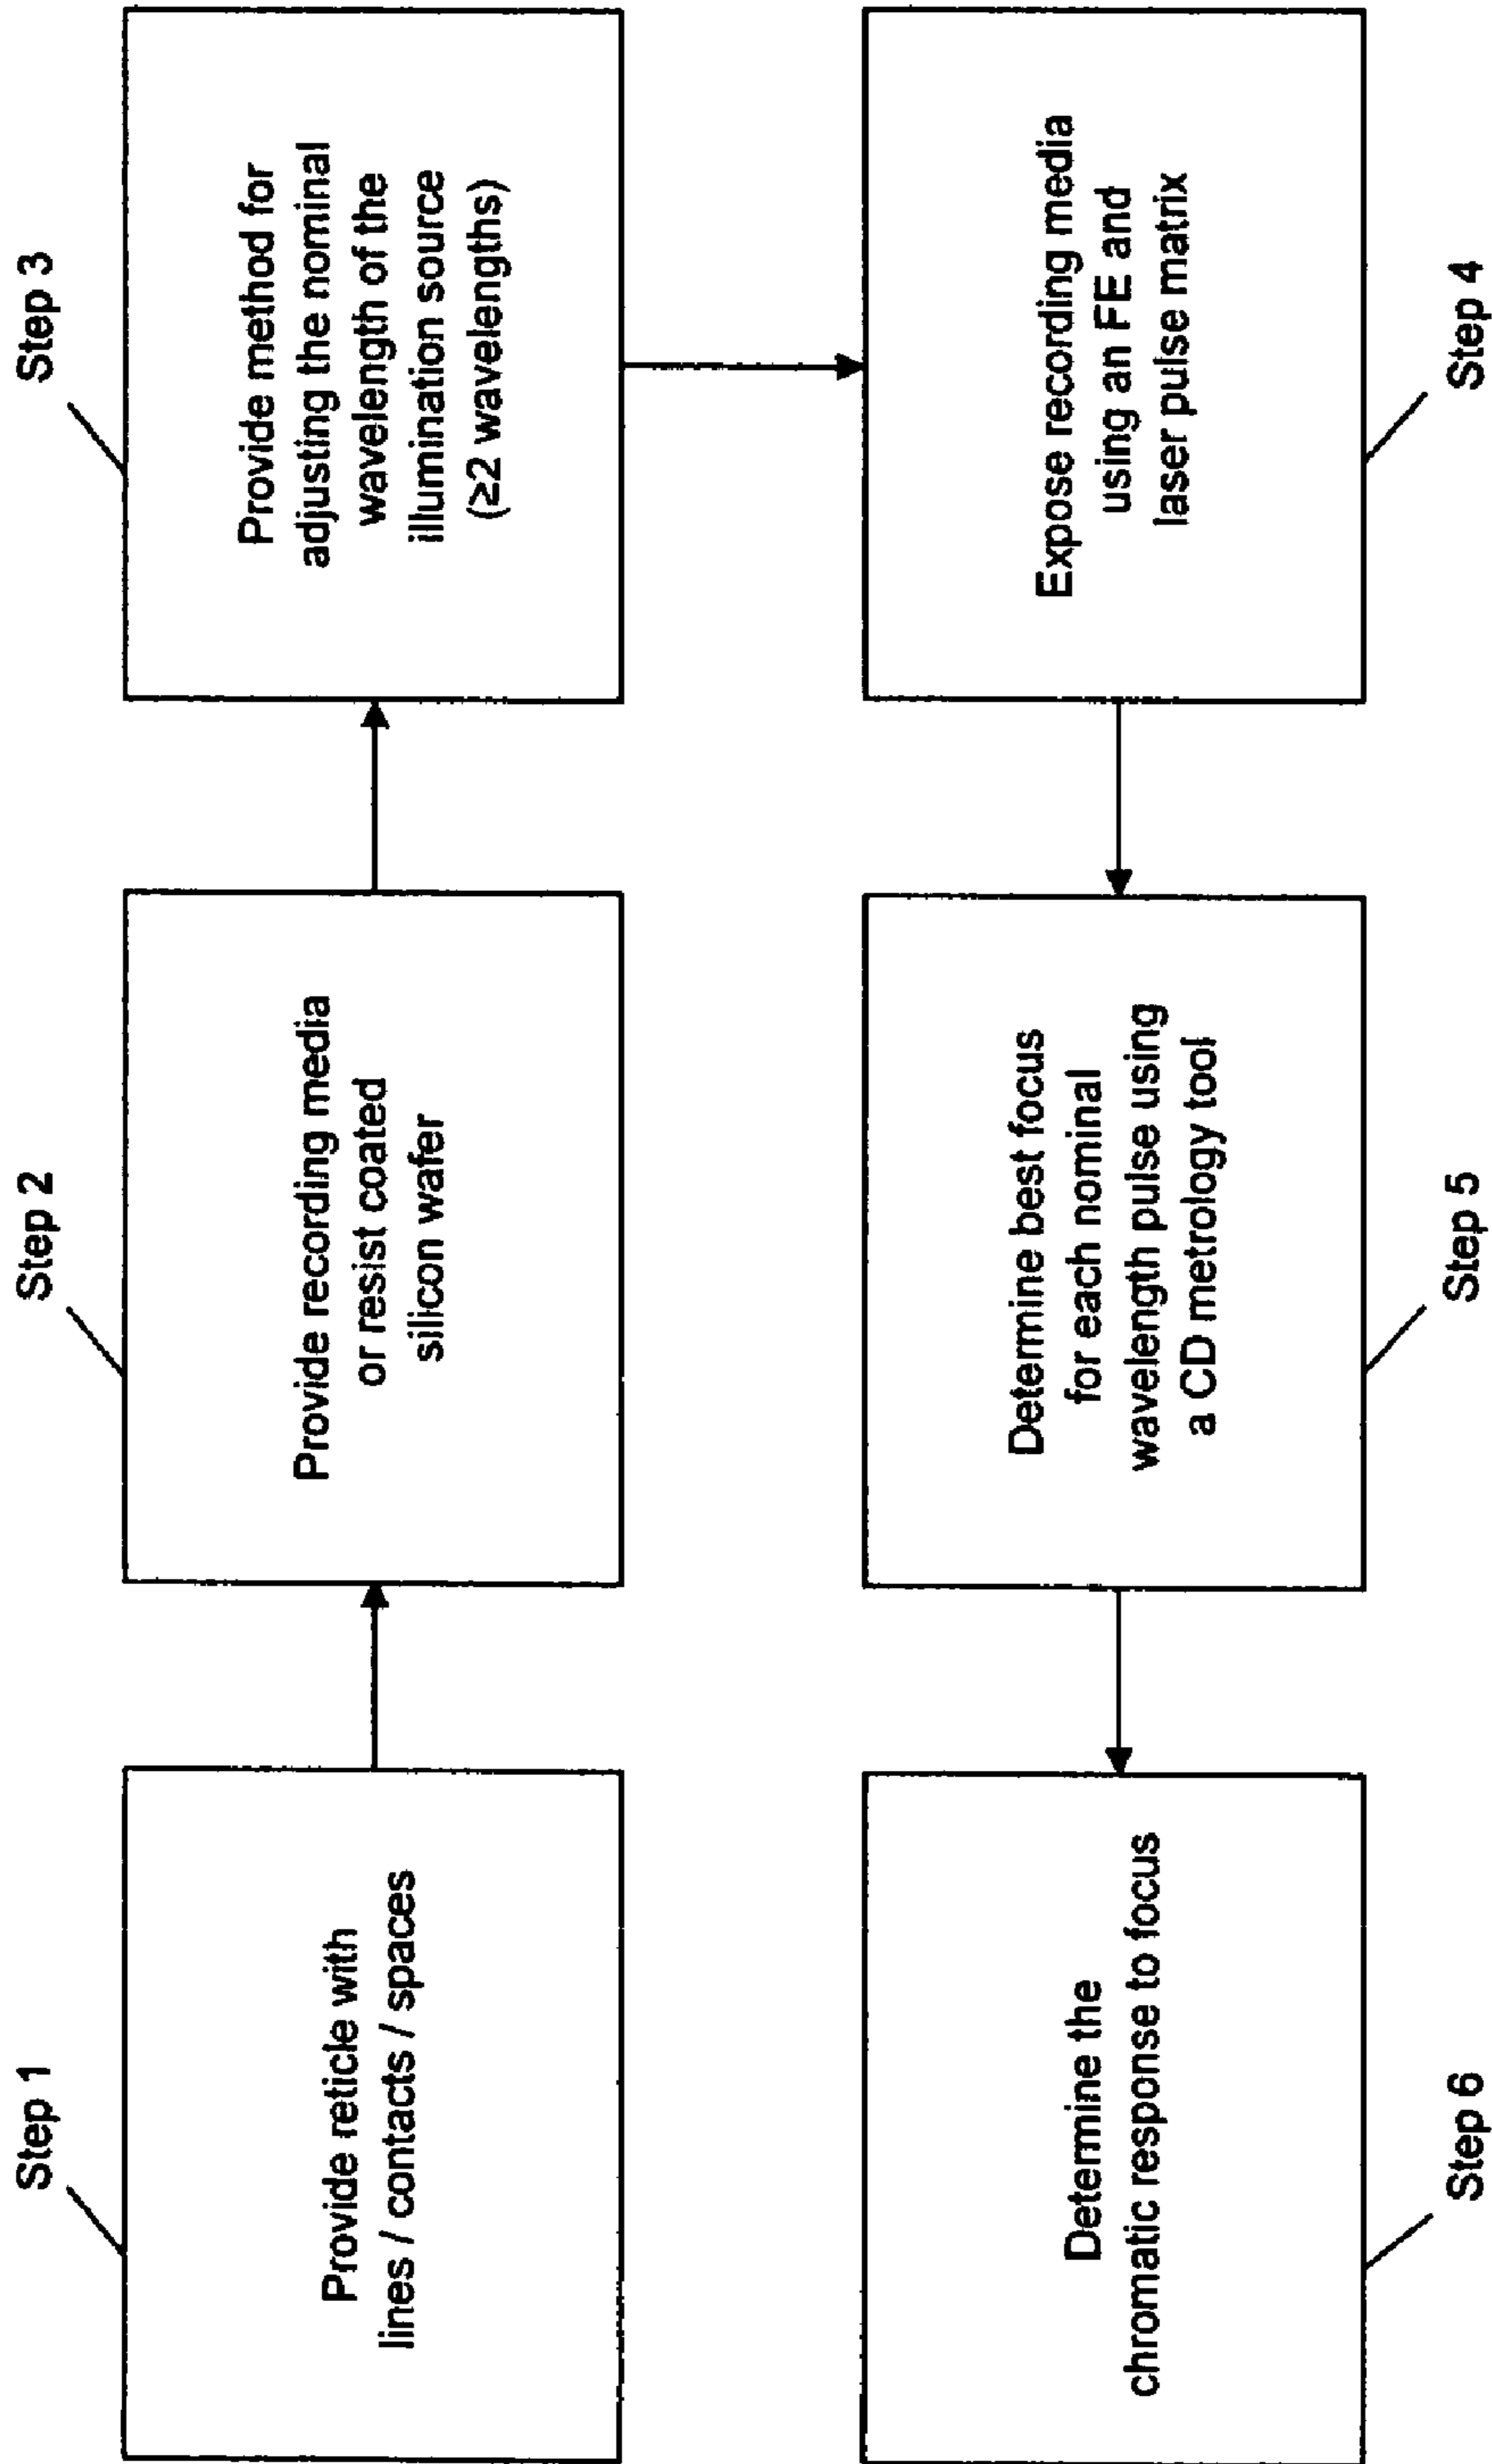 Step 1
Provide reticle with
lines / contacts / spaces
Step 2
Provide recording media
or resist coated
silicon wafer
Step 3
Provide method for
adjusting the nominal
wavelength of the
illumination source
(≥2 wavelengths)
Expose recording media
using an FE and
laser pulse matrix
Step 4
Determine best focus
for each nominal
wavelength pulse using
a CD metrology tool
Step 5
Determine the
chromatic response to focus
Step 6